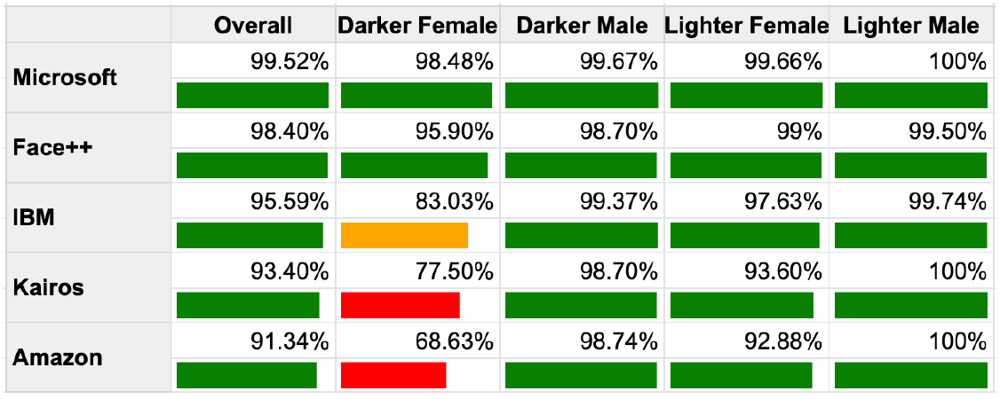 Overall Darker Female Darker Male Lighter Female Lighter Male
Microsoft 99.52% 98.48% 99.67% 99.66% 100%
Face++ 98.40% 95.90% 98.70% 99% 99.50%
IBM 95.59% 83.03% 99.37% 97.63% 99.74%
Kairos 93.40% 77.50% 98.70% 93.60% 100%
Amazon 91.34% 68.63% 98.74% 92.88% 100%